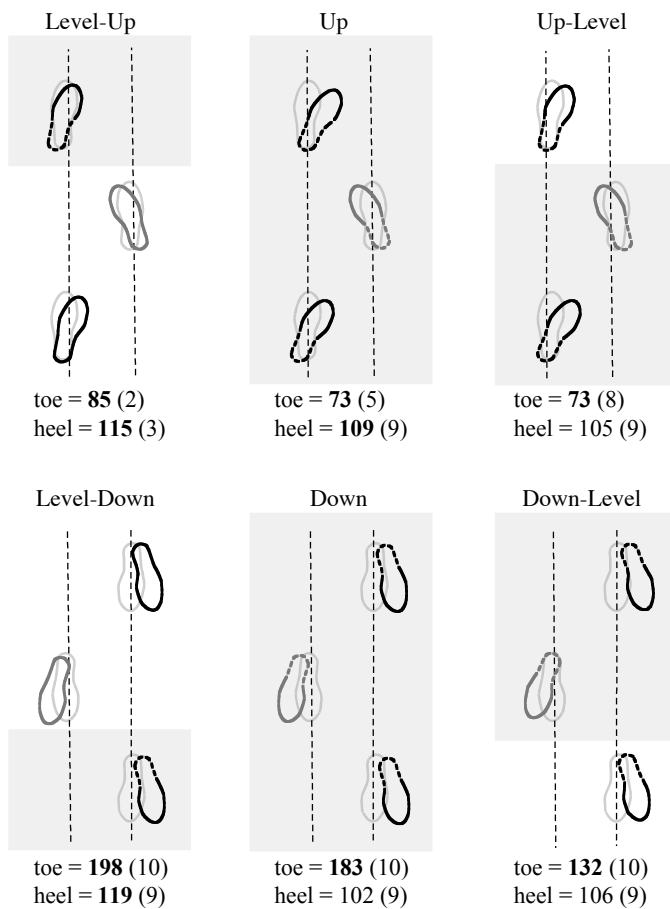 Level-Up
Up
Up-Level
toe = 85 (2)
heel = 115 (3)
toe = 73 (5)
heel = 109 (9)
toe = 73 (8)
heel = 105 (9)
Level-Down
Down
Down-Level
toe = 198 (10)
heel = 119 (9)
toe = 183 (10)
heel = 102 (9)
toe = 132 (10)
heel = 106 (9)